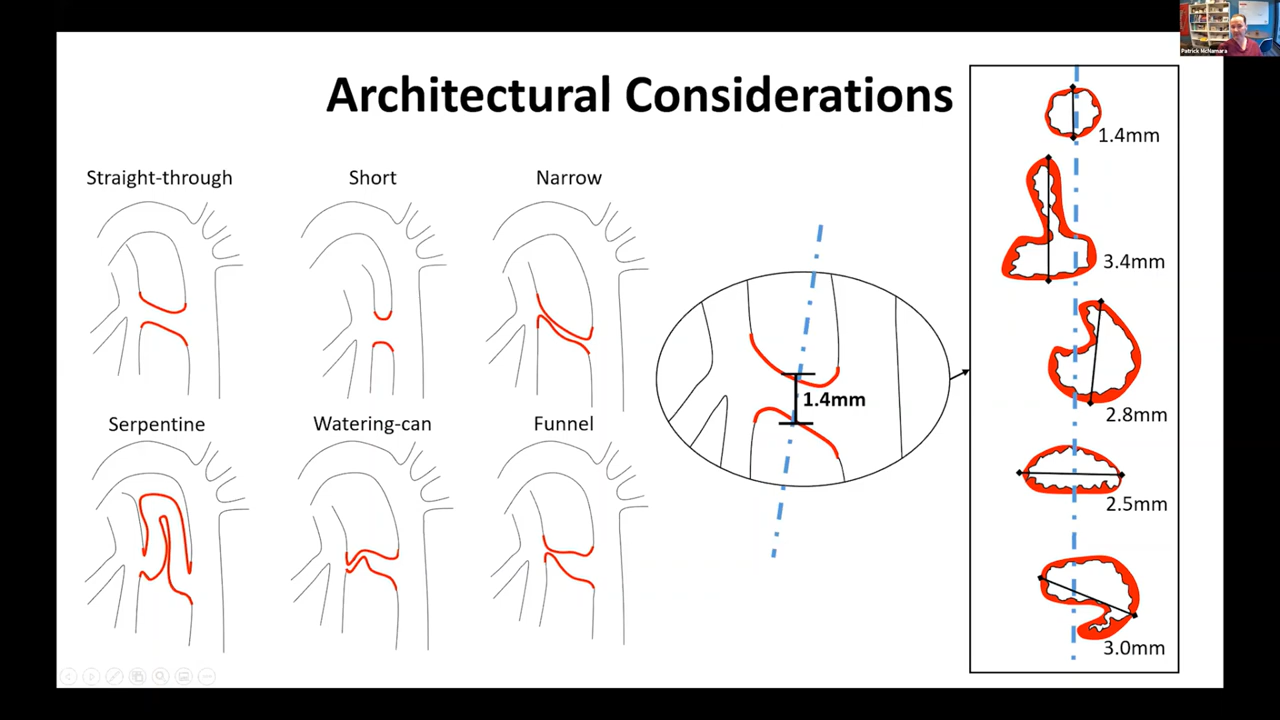 Patrick McNamara
Architectural Considerations
Straight-through
Short
Narrow
Serpentine
Watering-can
Funnel
1.4mm
1.4mm
3.4mm
2.8mm
2.5mm
3.0mm